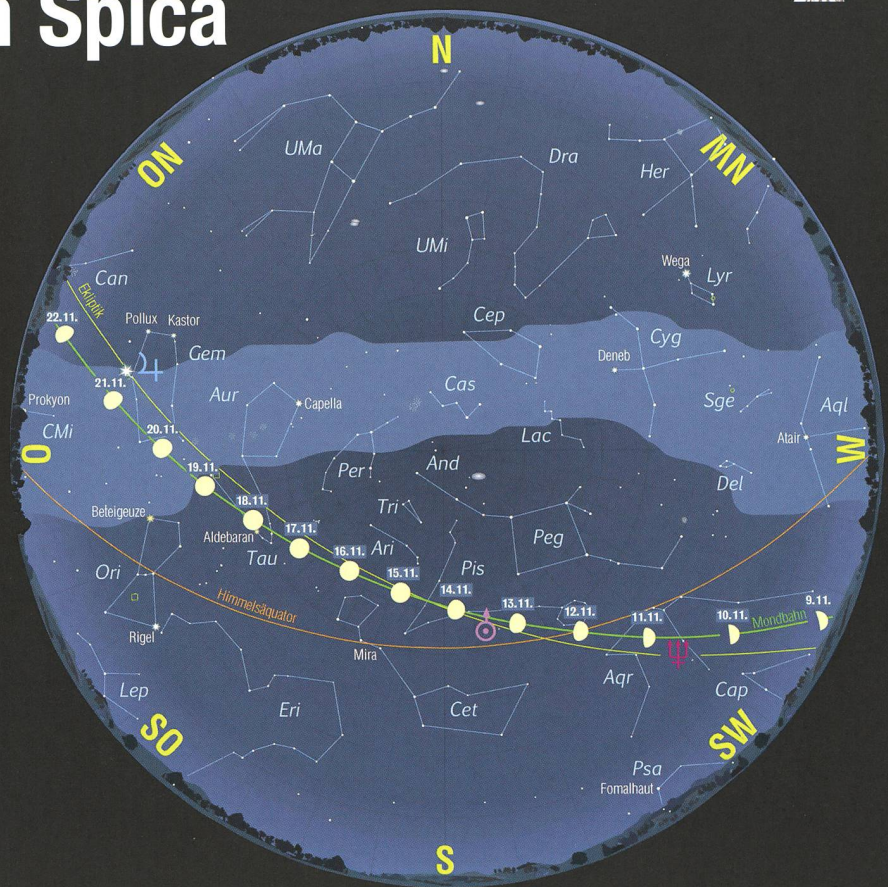 n Spica
N
NO
NW
UMa
Dra
Her
UMi
Wega
Lyr
Can
Ekliptik
22.11.
Pollux
Kastor
Cep
Cyg
Gem
Deneb
21.11.
Prokyon
Aur
Capella
Cas
Sge
Aql
CMi
20.11.
Lac
Atair
O
W
19.11.
Per
And
Del
18.11.
Tri
Beteigeuze
Aldebaran
17.11.
Peg
Tau
16.11.
Ari
Ori
15.11.
Pis
14.11.
13.11.
12.11.
11.11.
10.11.
9.11.
Himmelsäquator
Mondbahn
Rigel
Mira
Aqr
Cap
Lep
Eri
Cet
SO
SW
Psa
Fomalhaut
S